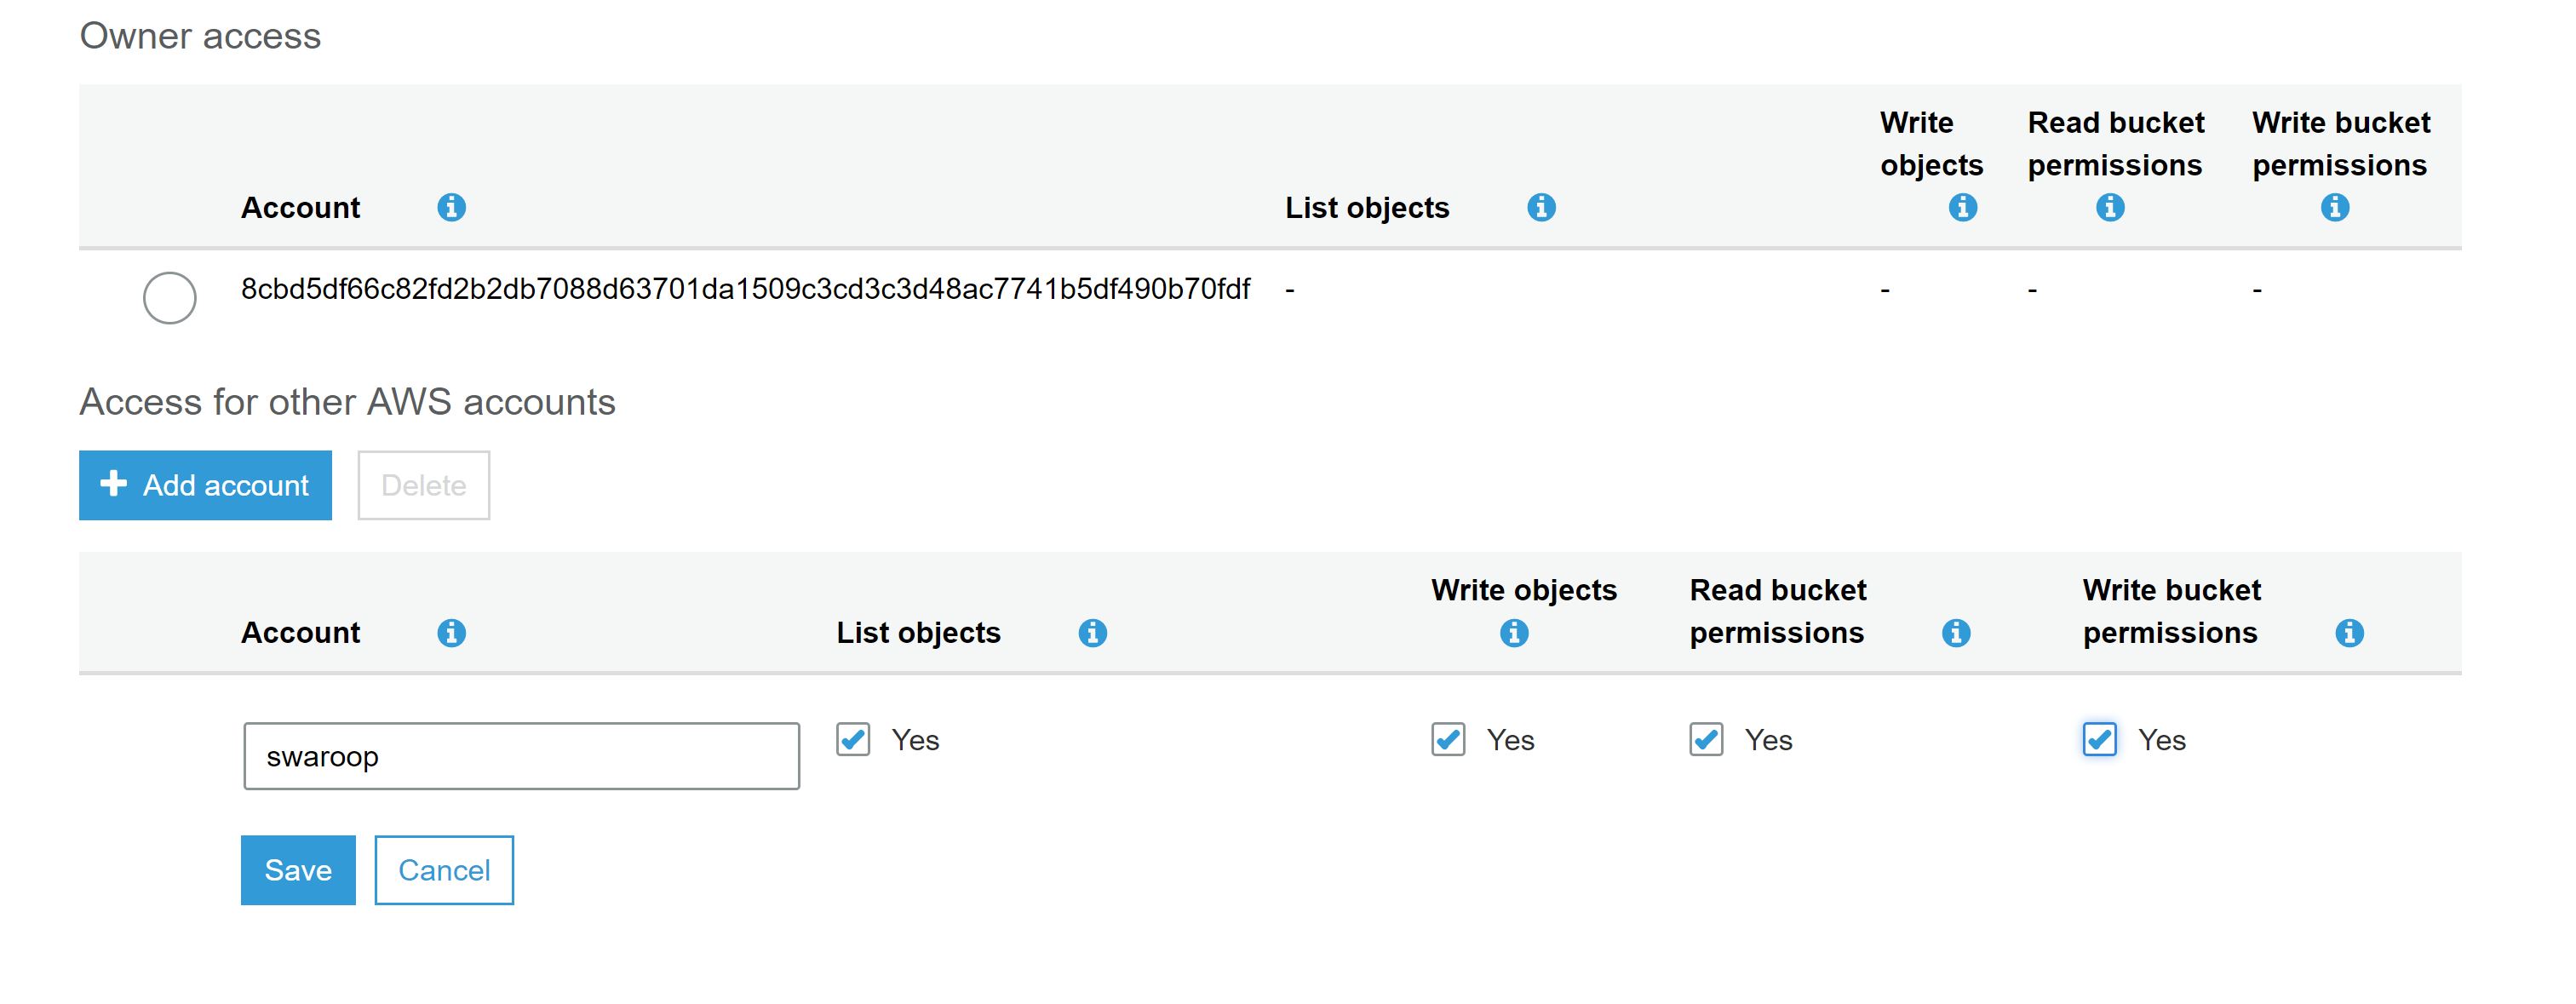 Owner access
Write Read bucket Write bucket
objects permissions permissions
Account List objects
8cbd5df66c82fd2b2db7088d63701da1509c3cd3c3d48ac7741b5df490b70fdf - - - -
Access for other AWS accounts
+ Add account Delete
Write objects Read bucket Write bucket
Account List objects permissions permissions
swaroop Yes Yes Yes Yes
Save Cancel